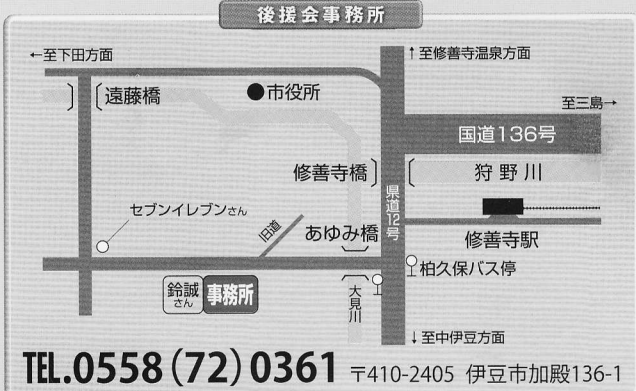 後援会事務所
←至下田方面
↑至修善寺温泉方面
遠藤橋
●市役所
至三島→
国道136号
修善寺橋
狩野川
県道12号
セブンイレブンさん
旧道
あゆみ橋
修善寺駅
柏久保バス停
鈴誠さん
事務所
大見川
↓至中伊豆方面
TEL.0558(72)0361 〒410-2405 伊豆市加殿136-1